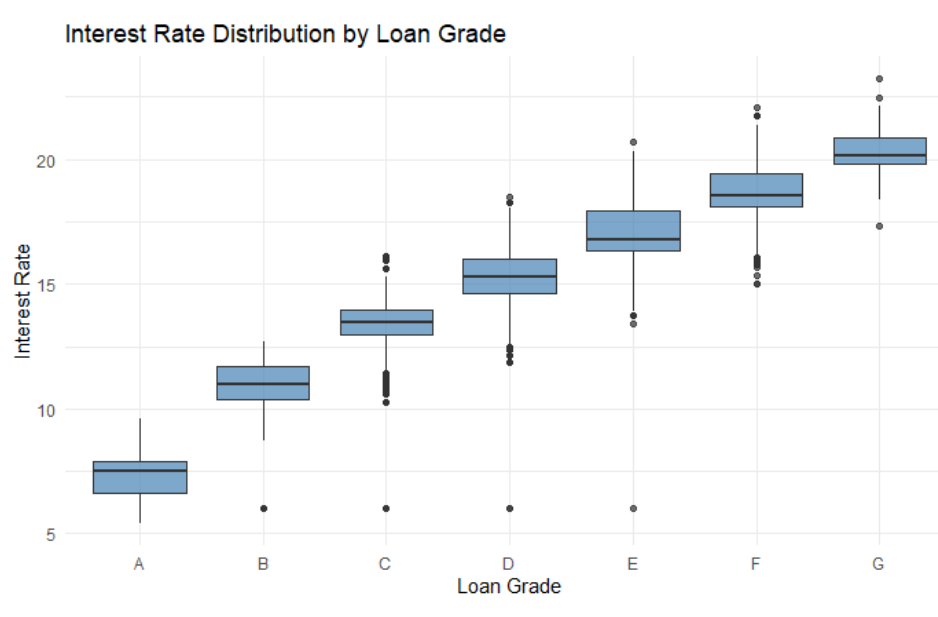 Interest Rate Distribution by Loan Grade
Interest Rate
20
15
10
5
A B C D E F G
Loan Grade